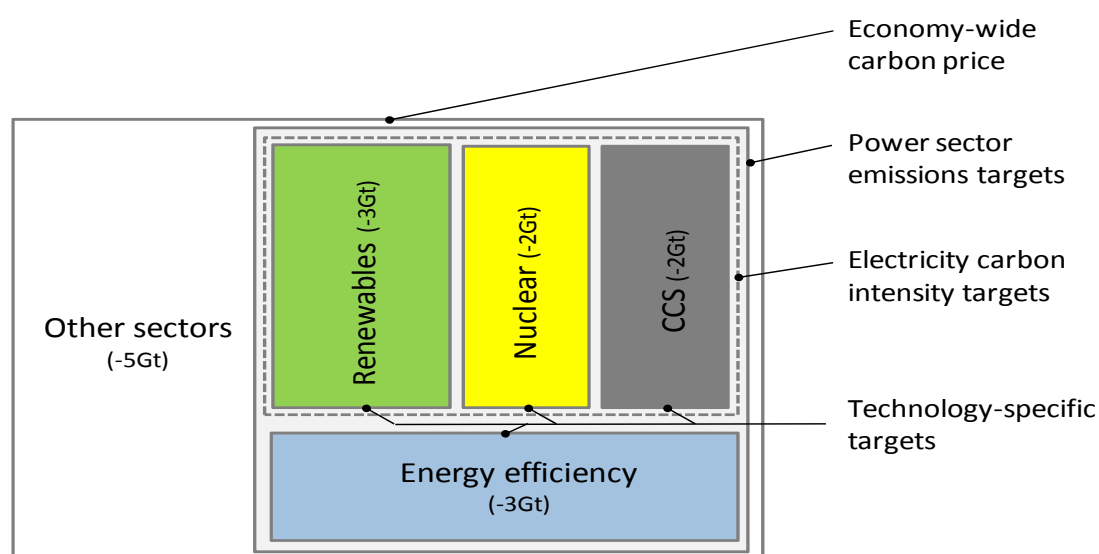 Economy-wide
carbon price
Power sector
emissions targets
Electricity carbon
intensity targets
Technology-specific
targets
Other sectors
(-5Gt)
Renewables (-3Gt)
Nuclear (-2Gt)
CCS (-2Gt)
Energy efficiency
(-3Gt)